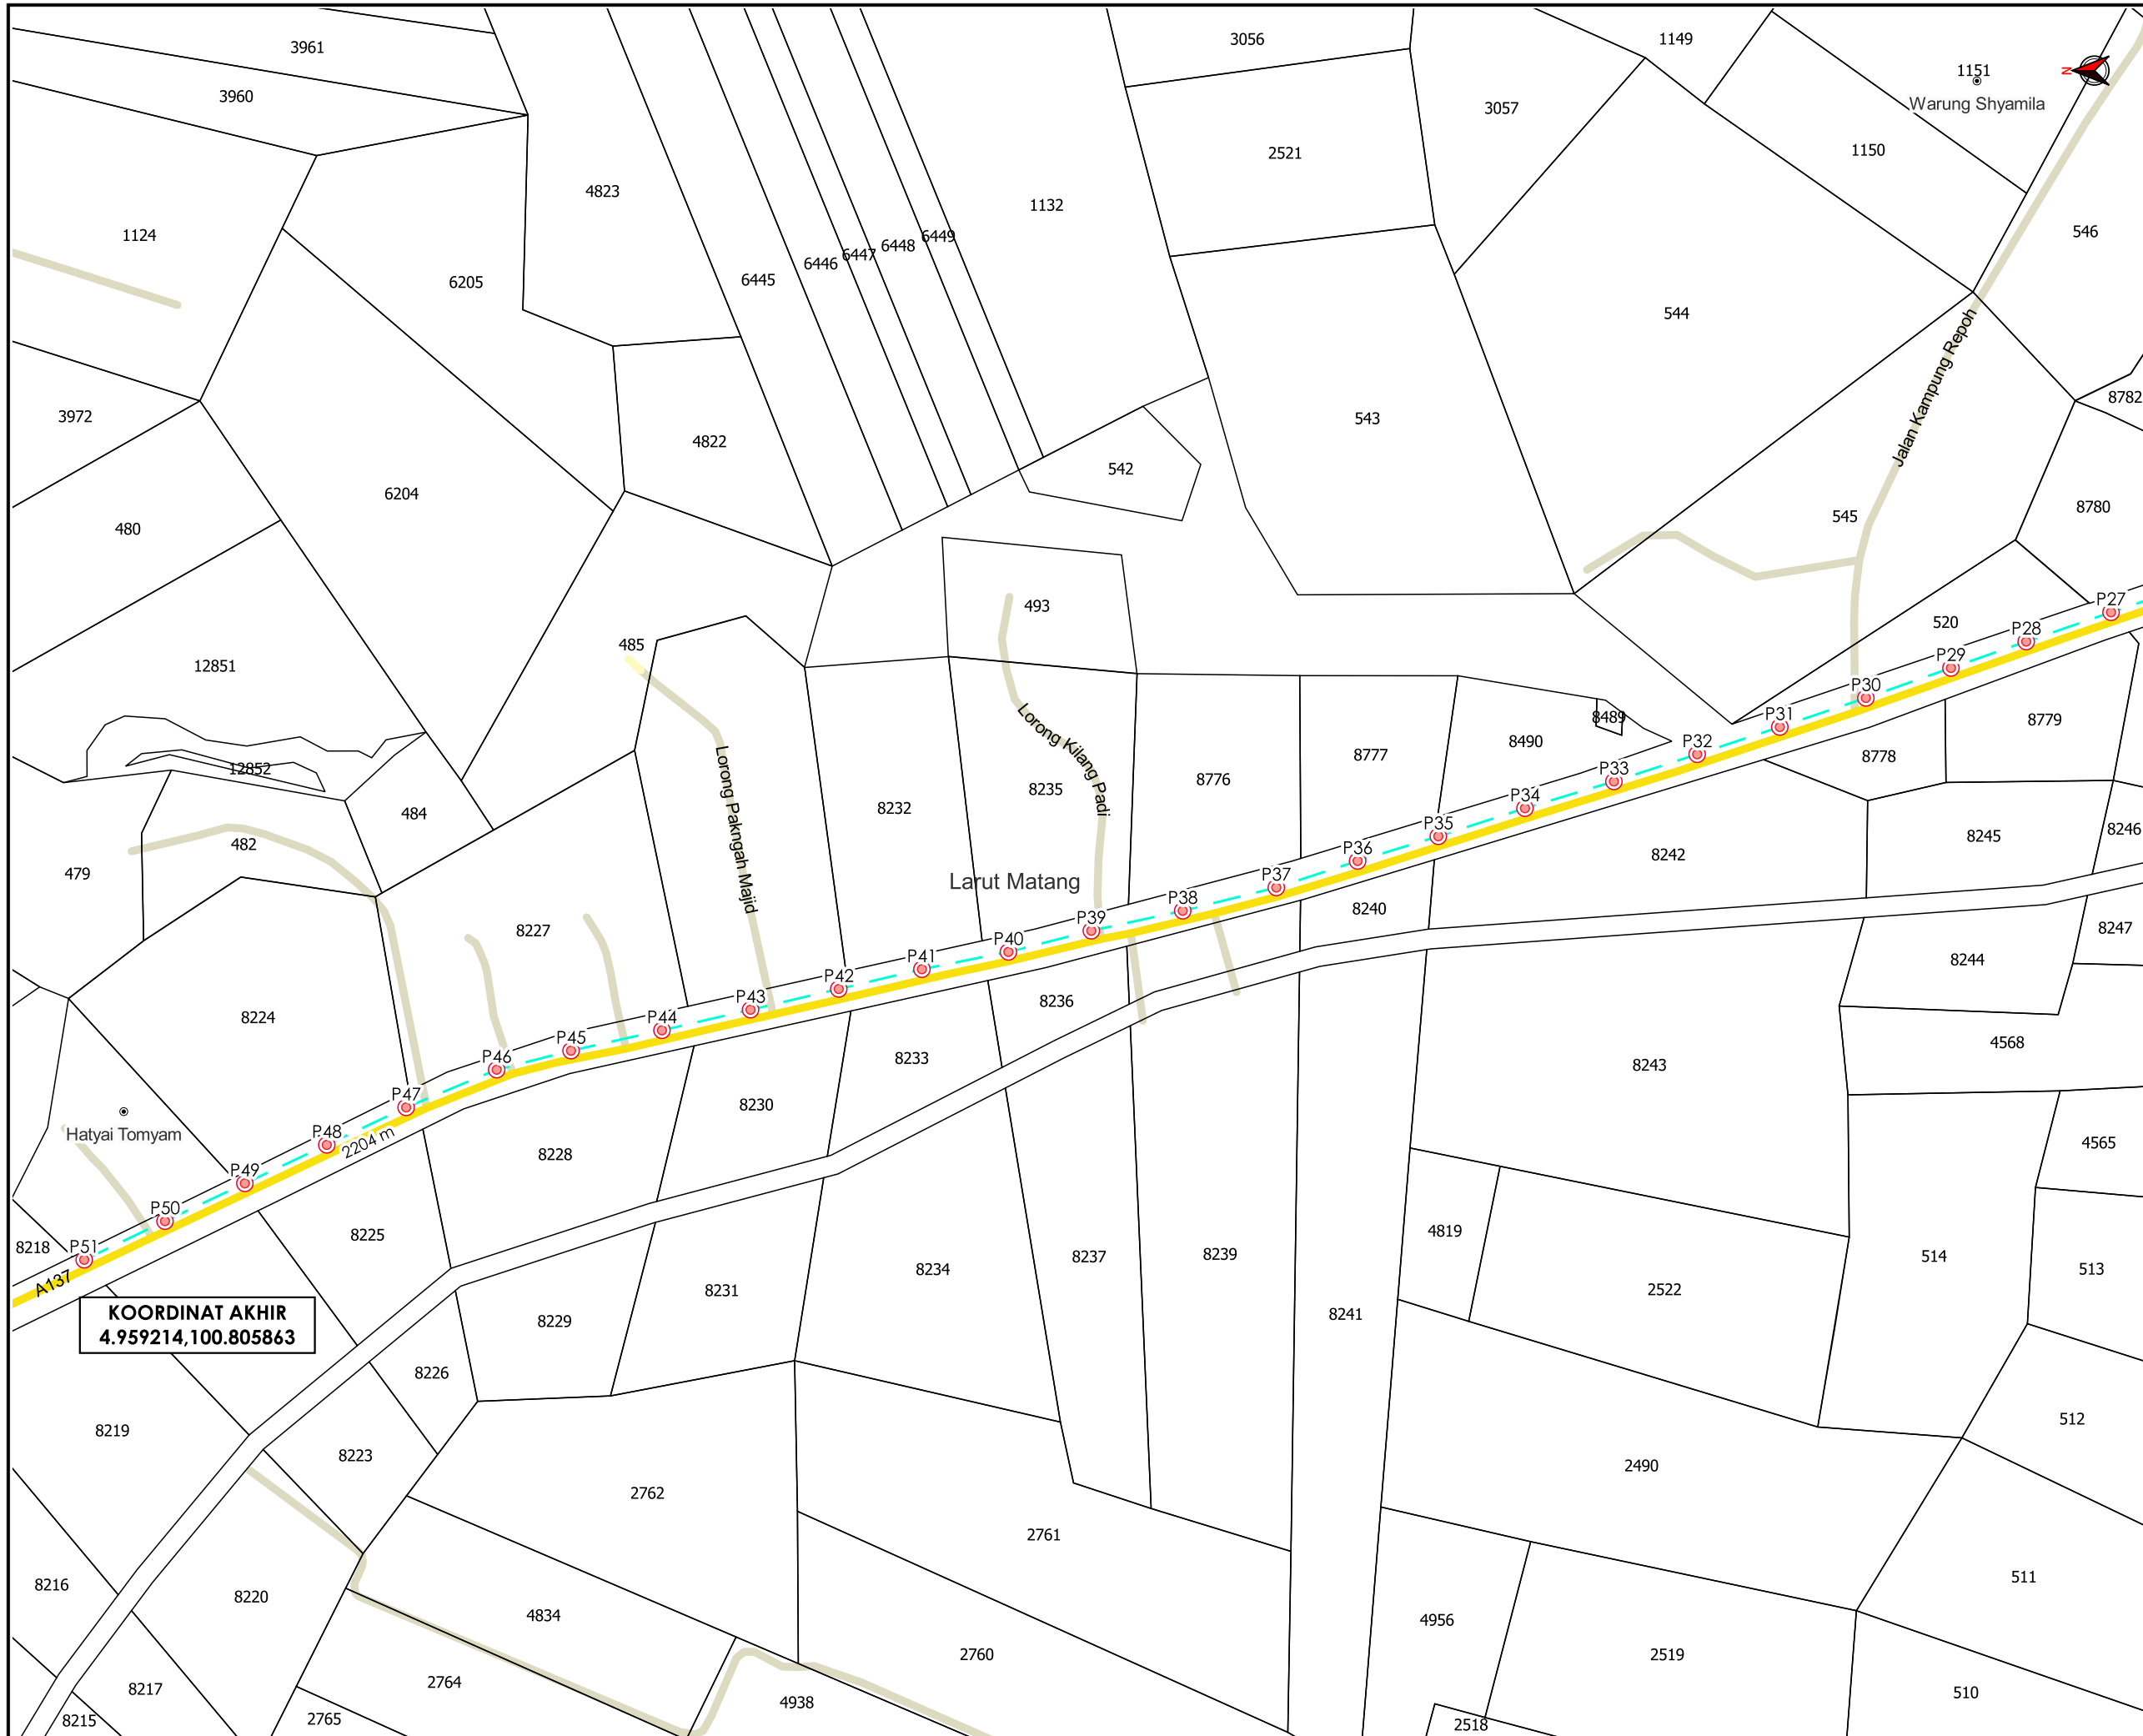 3961
3056
1149
1151
3960
3057
Warung Shyamila
N
2521
1150
4823
1132
1124
546
6449
6448
6447
6446
6445
6205
544
Jalan Kampung Repoh
8782
3972
543
4822
542
6204
480
545
8780
493
P27
520
P28
485
P29
12851
P30
8489
8779
Lorong Kilang Padi
P31
8490
P32
8777
8778
12852
8776
P33
Lorong Pakngah Majid
8235
P34
8232
484
P35
8245
8246
482
8242
P36
479
Larut Matang
P37
P38
8240
P39
8227
8247
P40
P41
8244
P42
P43
8236
8224
P44
P45
4568
8233
P46
8243
P47
8230
Hatyai Tomyam
P48
2204 m
4565
8228
P49
P50
8225
4819
8218
P51
8237
8239
514
8234
513
A137
8231
2522
KOORDINAT AKHIR
4.959214,100.805863
8229
8241
8226
8219
512
8223
2490
2762
2761
8216
511
8220
4834
4956
2760
2519
2764
8217
510
4938
8215
2765
2518